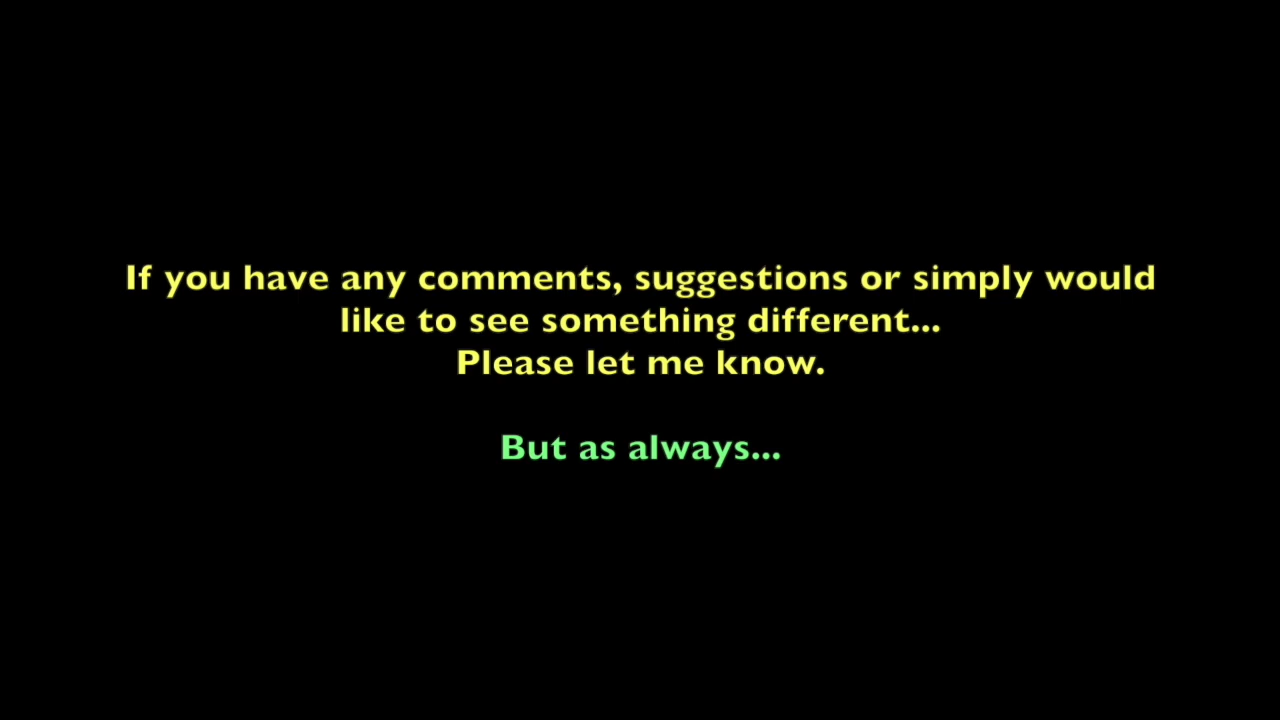 If you have any comments, suggestions or simply would
like to see something different...
Please let me know.
But as always...